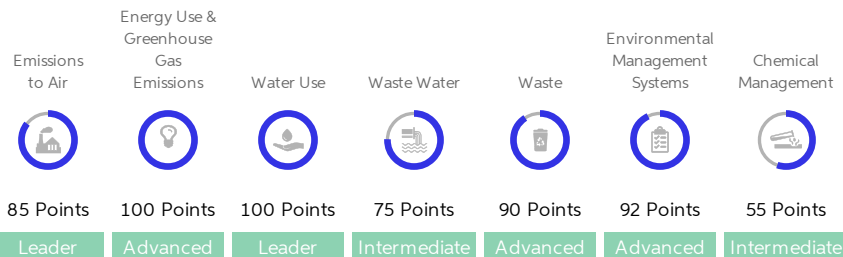 Emissions
to Air
85 Points
Leader
Energy Use &
Greenhouse
Gas
Emissions
100 Points
Advanced
Water Use
100 Points
Leader
Waste Water
75 Points
Intermediate
Waste
90 Points
Advanced
Environmental
Management
Systems
92 Points
Advanced
Chemical
Management
55 Points
Intermediate